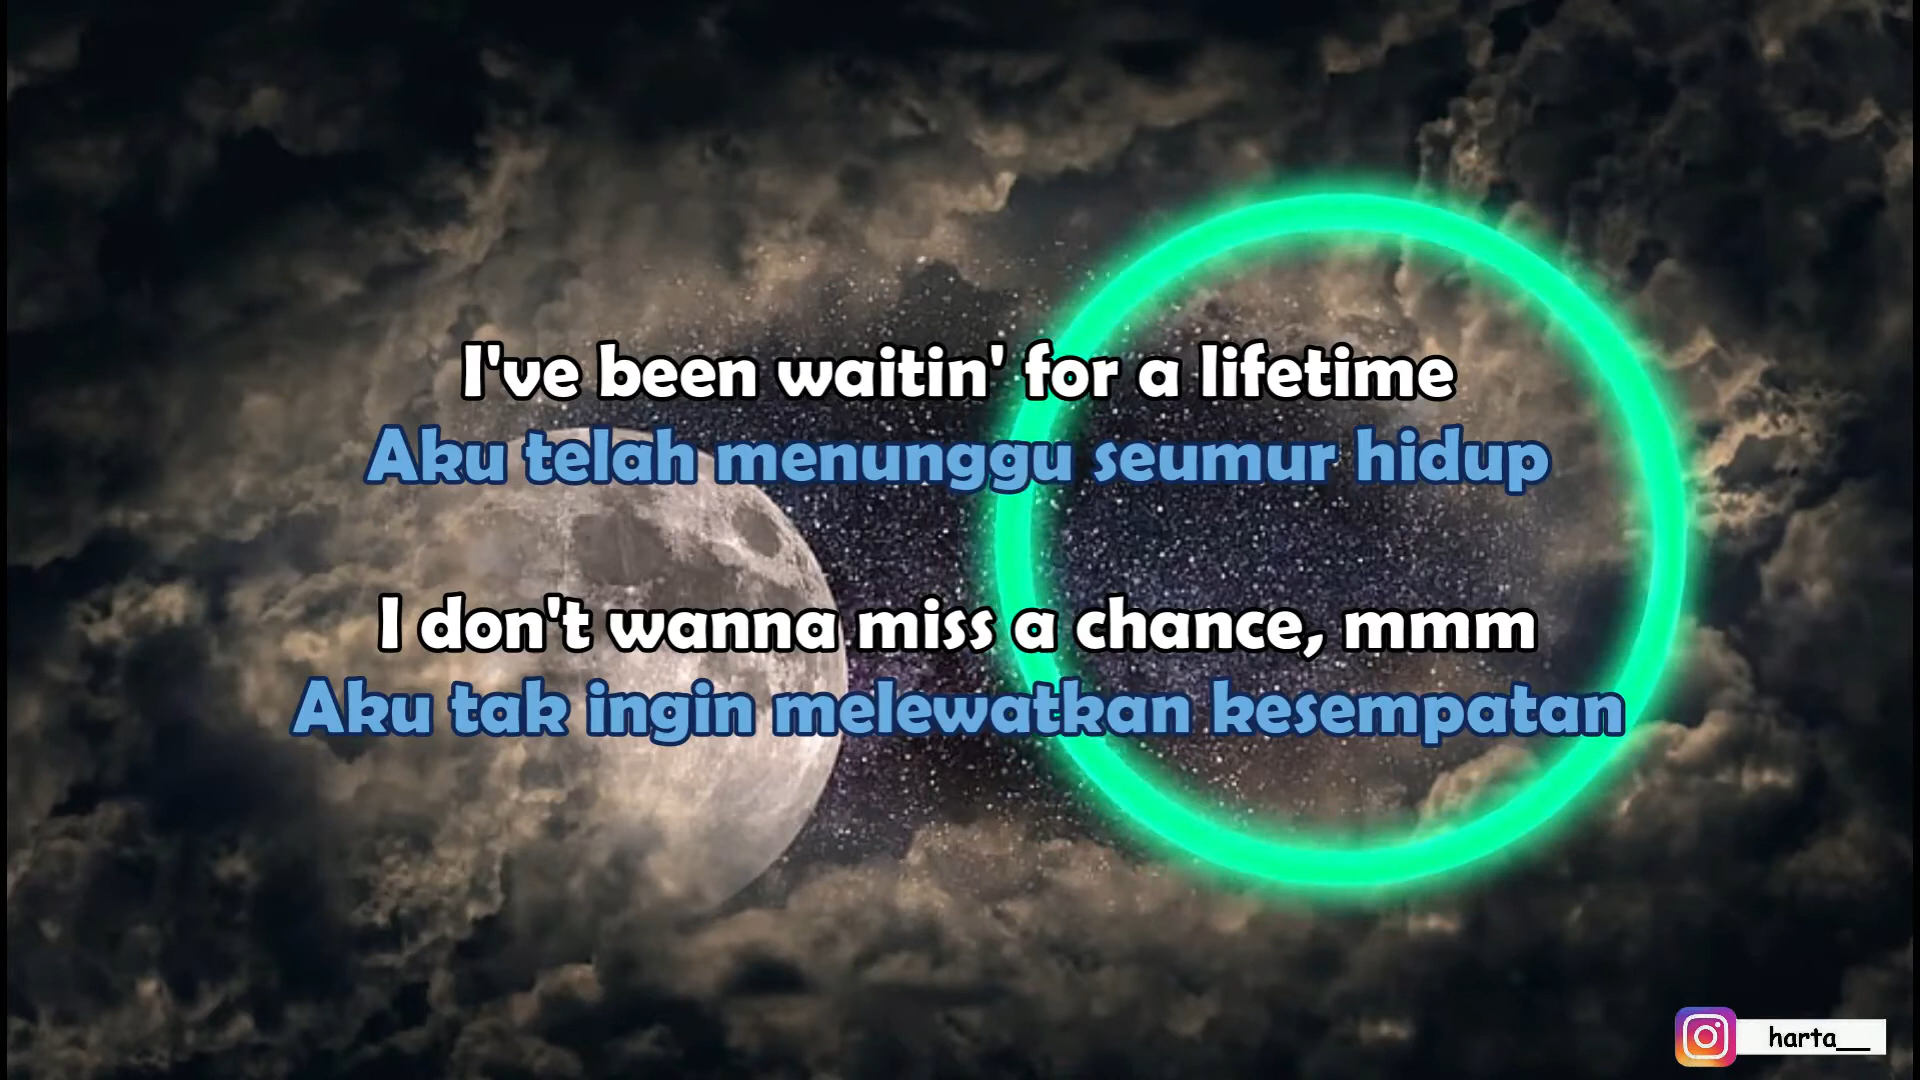 I've been waitin' for a lifetime
Aku telah menunggu seumur hidup
I don't wanna miss a chance, mmm
Aku tak ingin melewatkan kesempatan
harta__